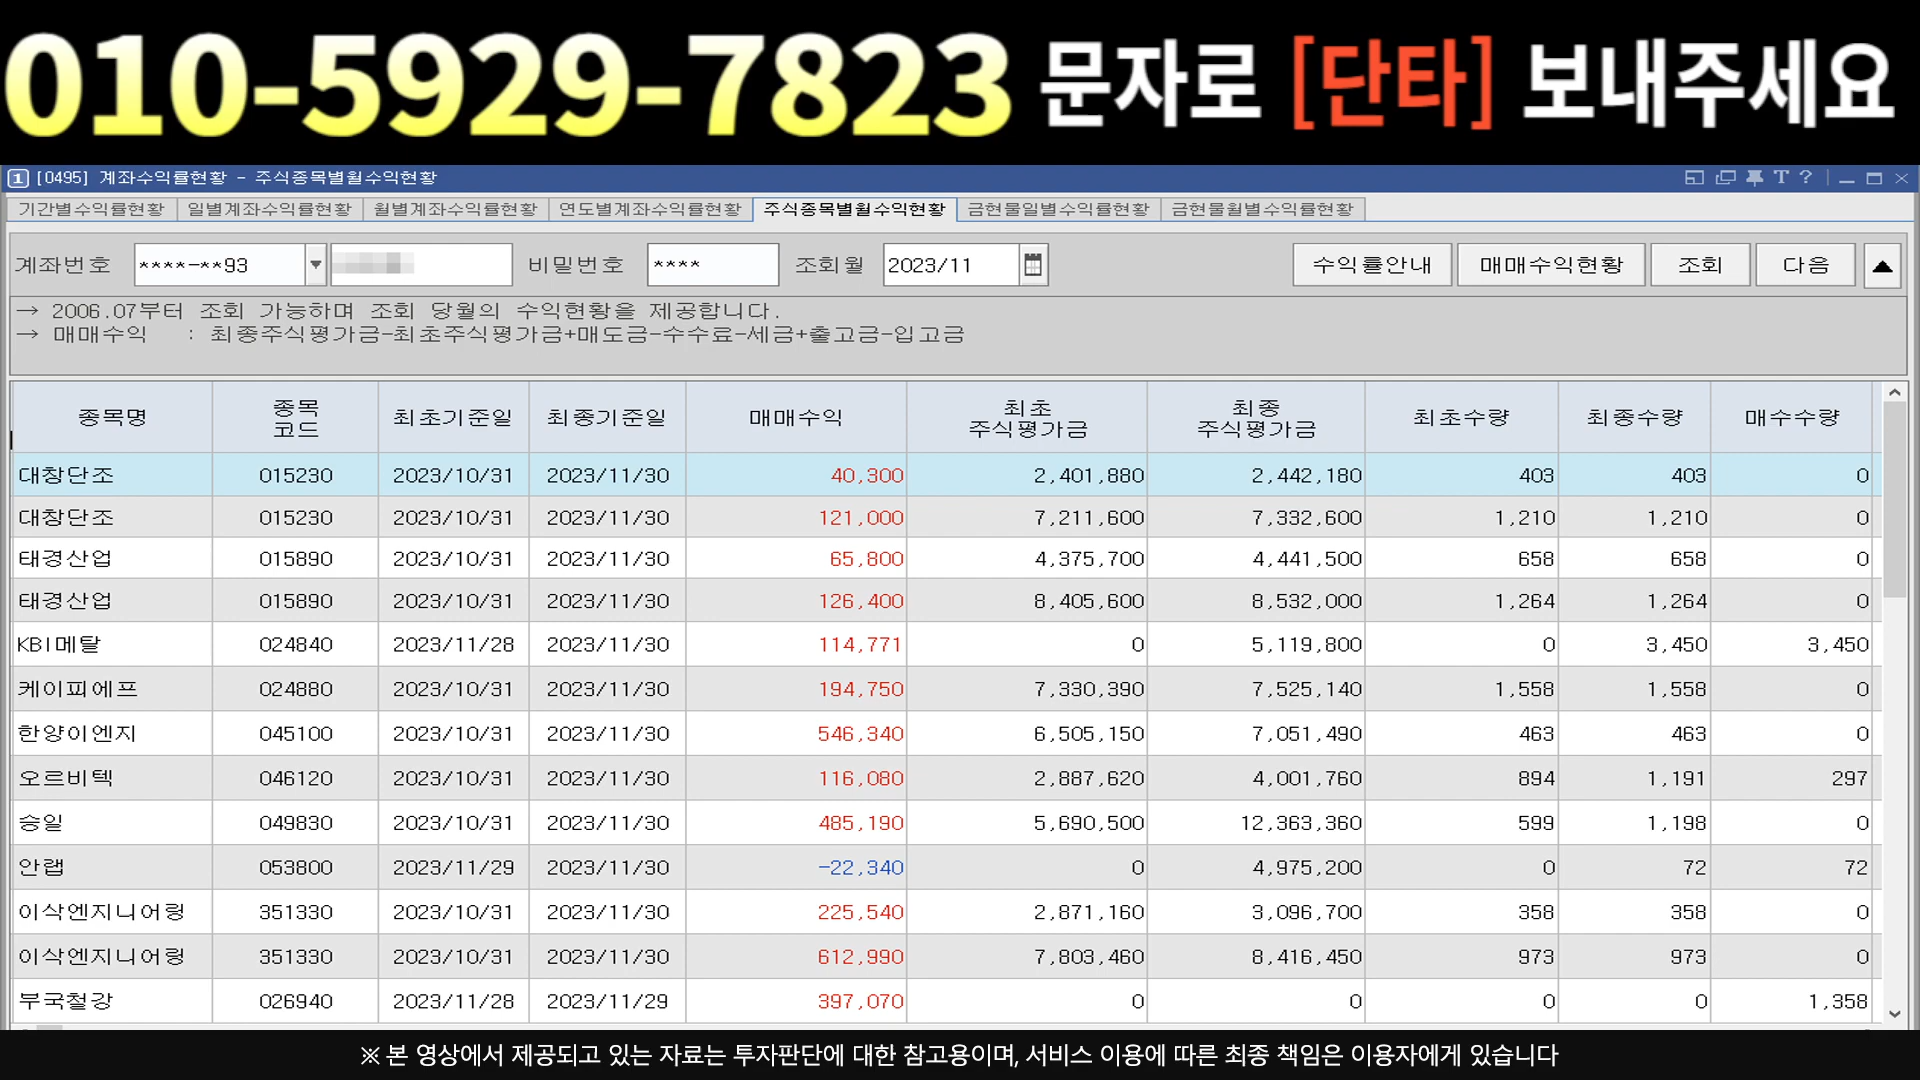 010-5929-7823 문자로 [단타] 보내주세요
1 [0495] 계좌수익률현황 - 주식종목별월수익현황 T ?
기간별수익률현황 일별계좌수익률현황 월별계좌수익률현황 연도별계좌수익률현황 주식종목별월수익현황 금현물일별수익률현황 금현물월별수익률현황
계좌번호 ****-**93 비밀번호 **** 조회월 2023/11 수익률안내 매매수익현황 조회 다음 ▲
→ 2006.07부터 조회 가능하며 조회 당월의 수익현황을 제공합니다.
→ 매매수익 : 최종주식평가금-최초주식평가금+매도금-수수료-세금+출고금-입고금
종목명 종목코드 최초기준일 최종기준일 매매수익 최초주식평가금 최종주식평가금 최초수량 최종수량 매수수량
대창단조 015230 2023/10/31 2023/11/30 40,300 2,401,880 2,442,180 403 403 0
대창단조 015230 2023/10/31 2023/11/30 121,000 7,211,600 7,332,600 1,210 1,210 0
태경산업 015890 2023/10/31 2023/11/30 65,800 4,375,700 4,441,500 658 658 0
태경산업 015890 2023/10/31 2023/11/30 126,400 8,405,600 8,532,000 1,264 1,264 0
KBI메탈 024840 2023/11/28 2023/11/30 114,771 0 5,119,800 0 3,450 3,450
케이피에프 024880 2023/10/31 2023/11/30 194,750 7,330,390 7,525,140 1,558 1,558 0
한양이엔지 045100 2023/10/31 2023/11/30 546,340 6,505,150 7,051,490 463 463 0
오르비텍 046120 2023/10/31 2023/11/30 116,080 2,887,620 4,001,760 894 1,191 297
승일 049830 2023/10/31 2023/11/30 485,190 5,690,500 12,363,360 599 1,198 0
안랩 053800 2023/11/29 2023/11/30 -22,340 0 4,975,200 0 72 72
이삭엔지니어링 351330 2023/10/31 2023/11/30 225,540 2,871,160 3,096,700 358 358 0
이삭엔지니어링 351330 2023/10/31 2023/11/30 612,990 7,803,460 8,416,450 973 973 0
부국철강 026940 2023/11/28 2023/11/29 397,070 0 0 0 0 1,358
※ 본 영상에서 제공되고 있는 자료는 투자판단에 대한 참고용이며, 서비스 이용에 따른 최종 책임은 이용자에게 있습니다